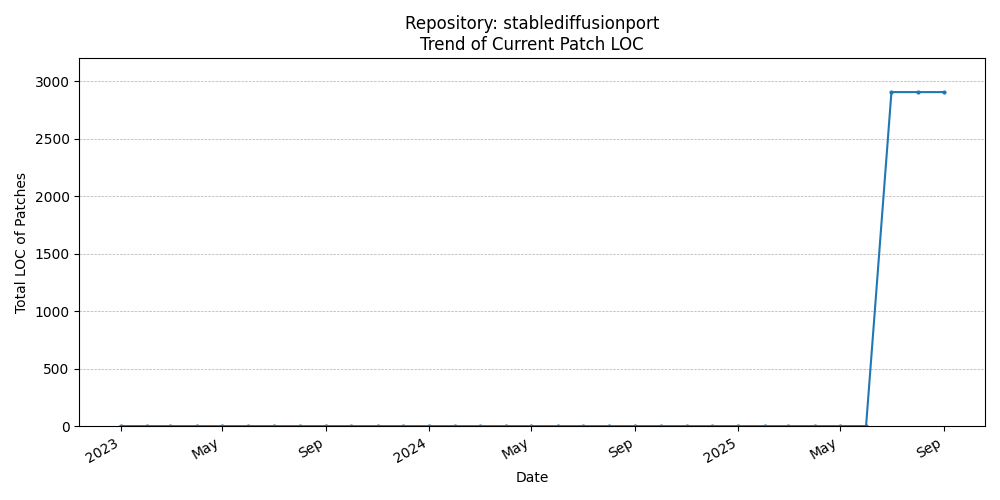 Repository: stablediffusionport
Trend of Current Patch LOC
Total LOC of Patches
3000
2500
2000
1500
1000
500
0
2023
May
Sep
2024
May
Sep
2025
May
Sep
Date